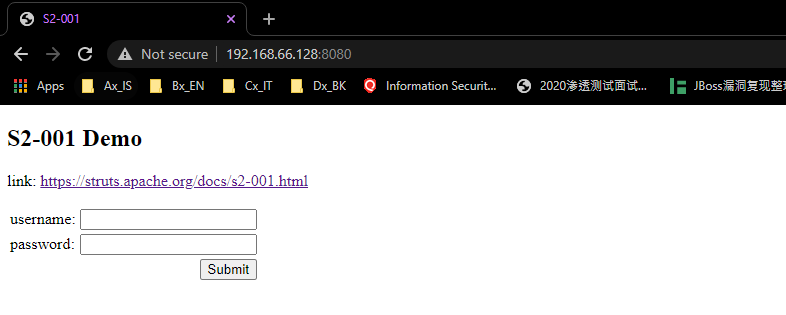 S2-001
Not secure 192.168.66.128:8080
Apps Ax_IS Bx_EN Cx_IT Dx_BK Information Securit... 2020渗透测试面试... JBoss漏洞复现整理
S2-001 Demo
link: https://struts.apache.org/docs/s2-001.html
username:
password:
Submit